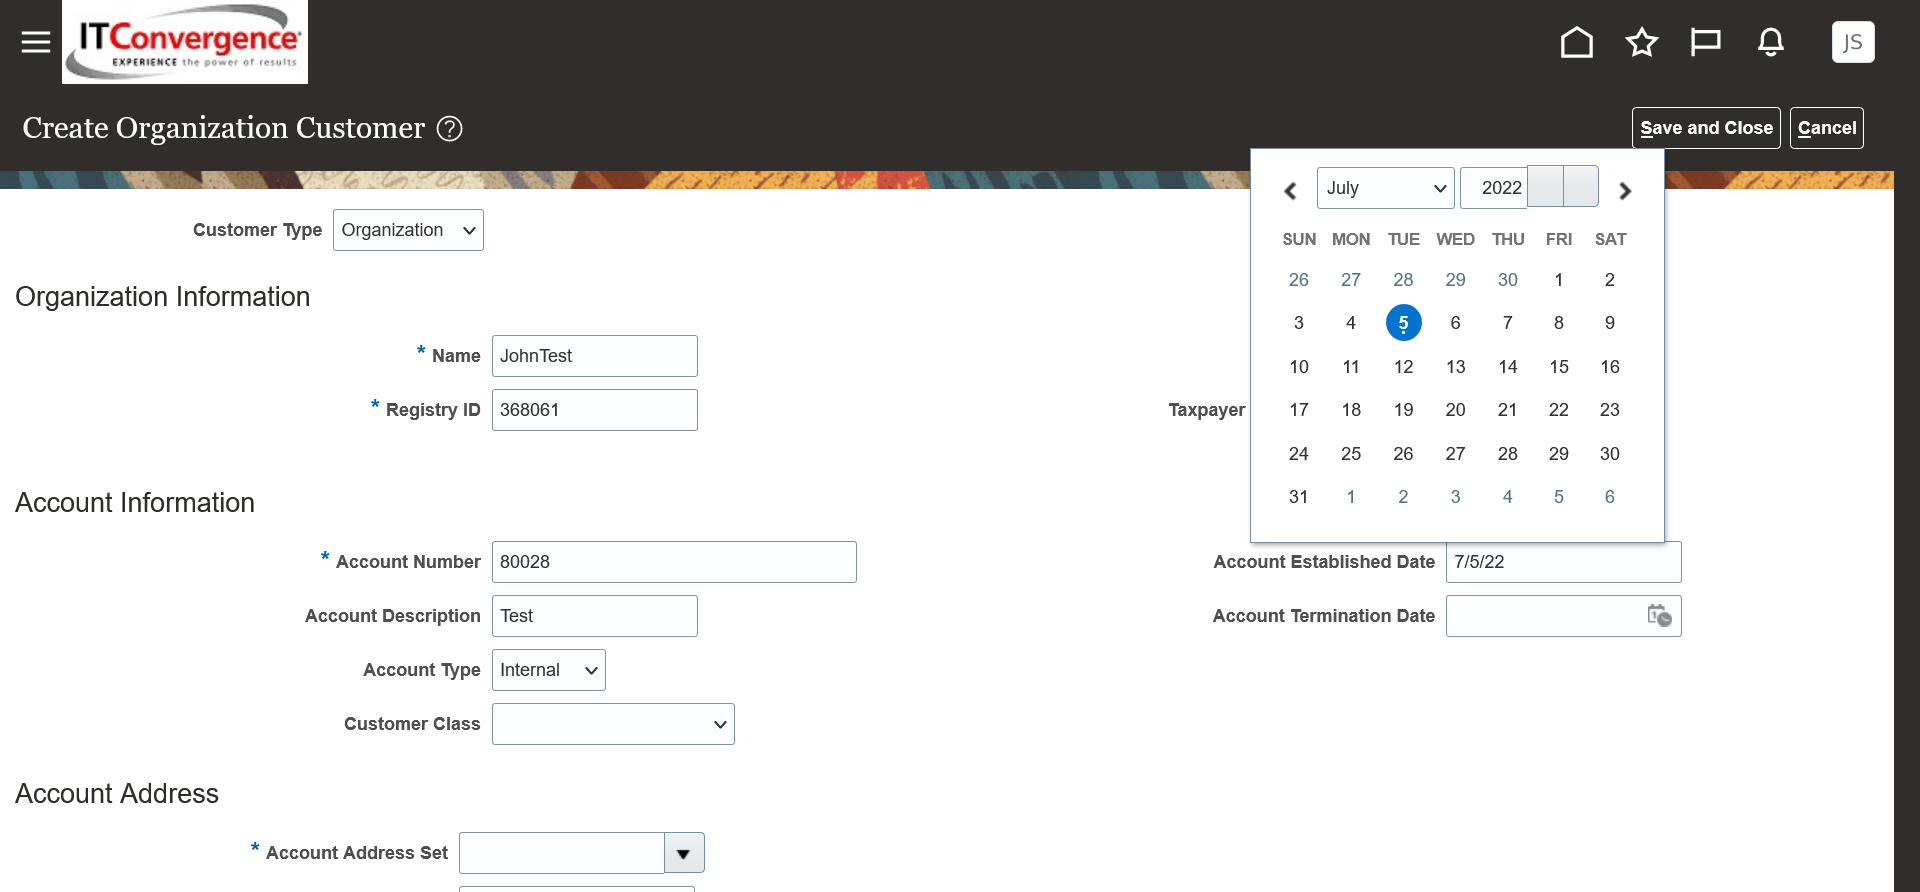 ITConvergence
EXPERIENCE the power of results
JS
Create Organization Customer ?
Save and Close
Cancel
Customer Type Organization
July 2022
SUN MON TUE WED THU FRI SAT
26 27 28 29 30 1 2
3 4 5 6 7 8 9
10 11 12 13 14 15 16
17 18 19 20 21 22 23
24 25 26 27 28 29 30
31 1 2 3 4 5 6
Organization Information
* Name JohnTest
* Registry ID 368061
Taxpayer
Account Information
* Account Number 80028
Account Established Date 7/5/22
Account Description Test
Account Termination Date
Account Type Internal
Customer Class
Account Address
* Account Address Set